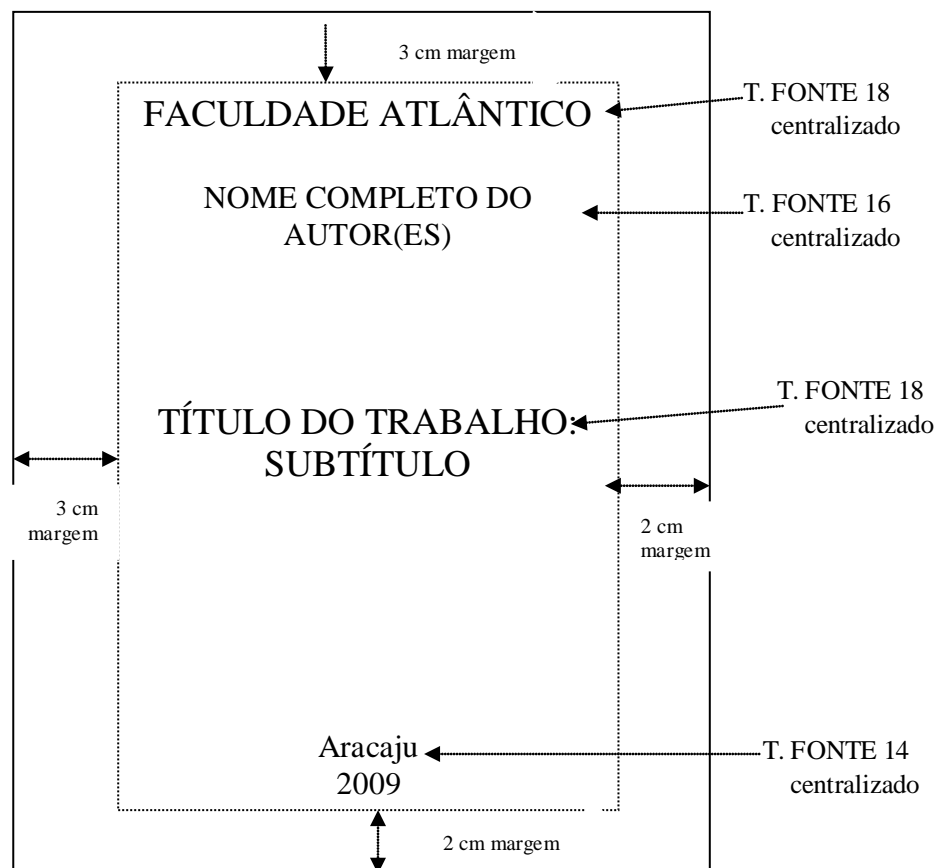 3 cm margem
FACULDADE ATLÂNTICO
T. FONTE 18
centralizado
NOME COMPLETO DO
AUTOR(ES)
T. FONTE 16
centralizado
TÍTULO DO TRABALHO:
SUBTÍTULO
T. FONTE 18
centralizado
3 cm
margem
2 cm
margem
Aracaju
2009
T. FONTE 14
centralizado
2 cm margem